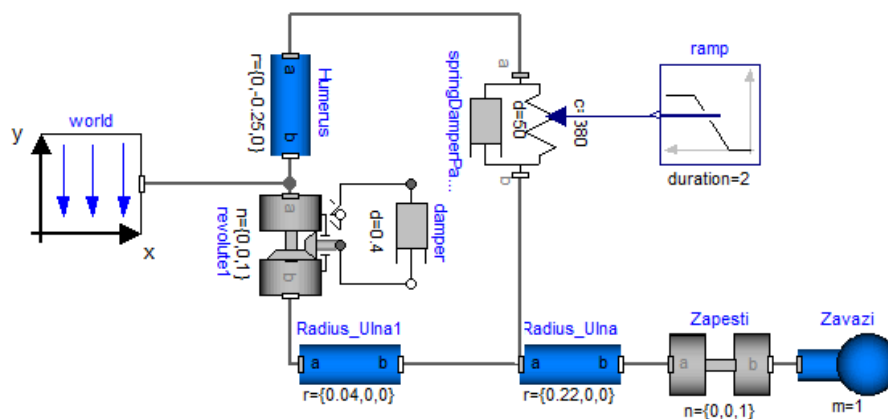 ramp
a
Humerus
a
r={0,-0.25,0}
b
springDamperPa...
d=50
c: 380
b
world
y
x
duration=2
a
n={0,0,1}
revolute1
b
d=0.4
damper
Radius_Ulna1
a
b
r={0.04,0,0}
Radius_Ulna
a
b
r={0.22,0,0}
Zapesti
a
b
n={0,0,1}
Zavazi
m=1